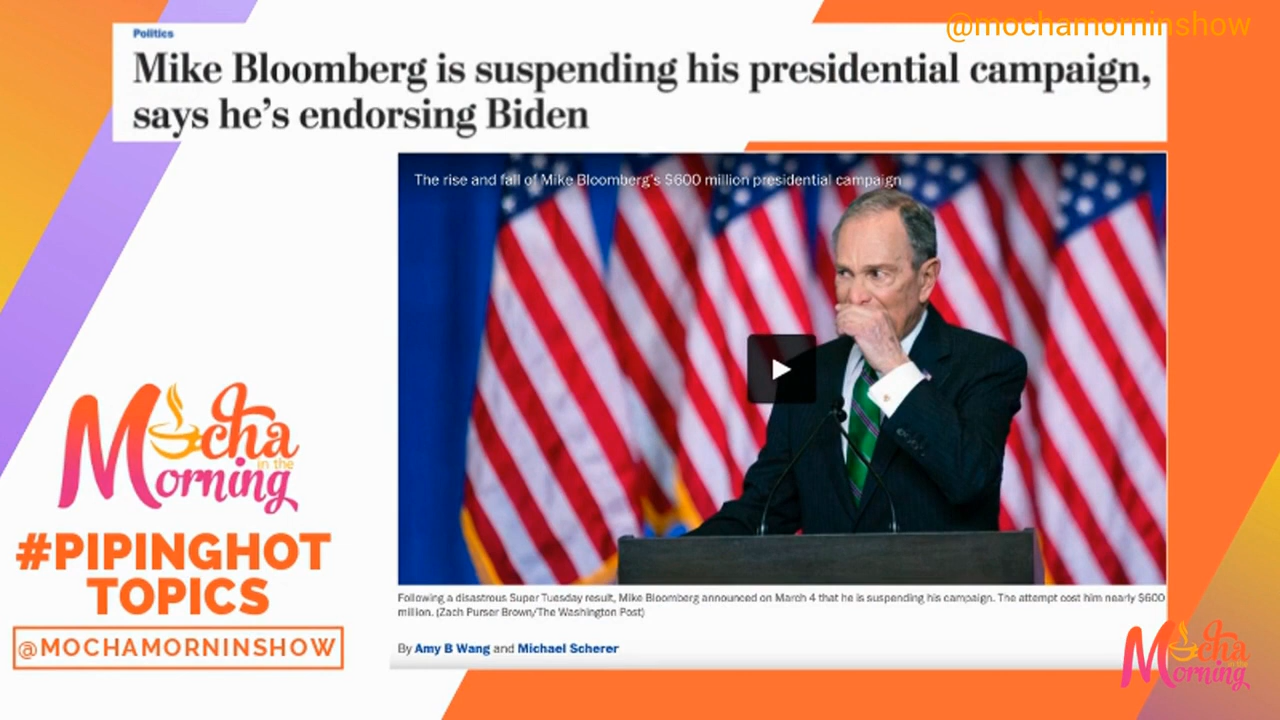 @mochamorninshow
Politics
Mike Bloomberg is suspending his presidential campaign,
says he's endorsing Biden
The rise and fall of Mike Bloomberg's $600 million presidential campaign
Mocha
in the
Morning
#PIPINGHOT
TOPICS
@MOCHAMORNINSHOW
Following a disastrous Super Tuesday result, Mike Bloomberg announced on March 4 that he is suspending his campaign. The attempt cost him nearly $600
million. (Zach Purser Brown/The Washington Post)
By Amy B Wang and Michael Scherer
Mocha
in the
Morning